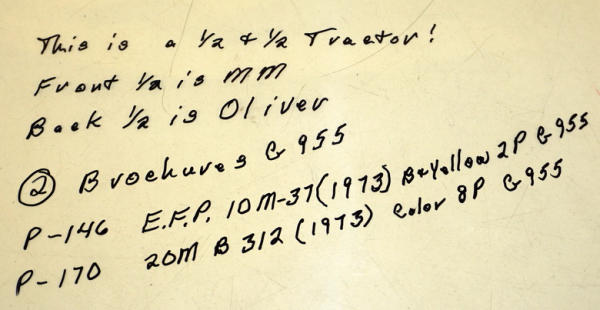 This is a 1/2 & 1/2 Tractor!
Front 1/2 is MM
Back 1/2 is Oliver
② Brochures G 955
P-146 E.F.P. 10M-37 (1973) B+Yellow 2P G 955
P-170 20M B 312 (1973) Color 8P G 955